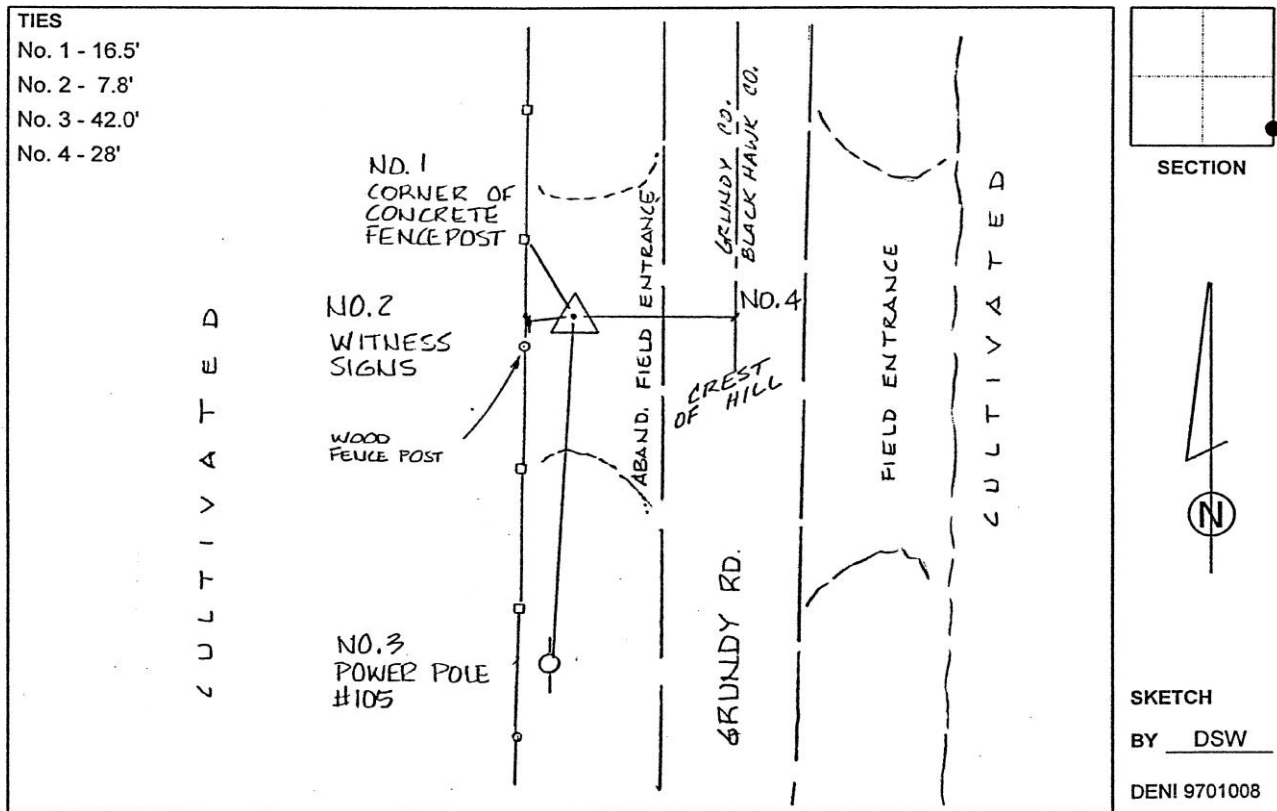 TIES
No. 1 - 16.5'
No. 2 - 7.8'
No. 3 - 42.0'
No. 4 - 28'
NO. 1
CORNER OF
CONCRETE
FENCEPOST
NO. 2
WITNESS
SIGNS
WOOD
FENCE POST
NO. 3
POWER POLE
#105
CULTIVATED
ABAND. FIELD ENTRANCE
GRUNDY CO.
BLACK HAWK CO.
NO. 4
CREST
OF HILL
GRUNDY RD.
FIELD ENTRANCE
CULTIVATED
SECTION
N
SKETCH
BY DSW
DENI 9701008